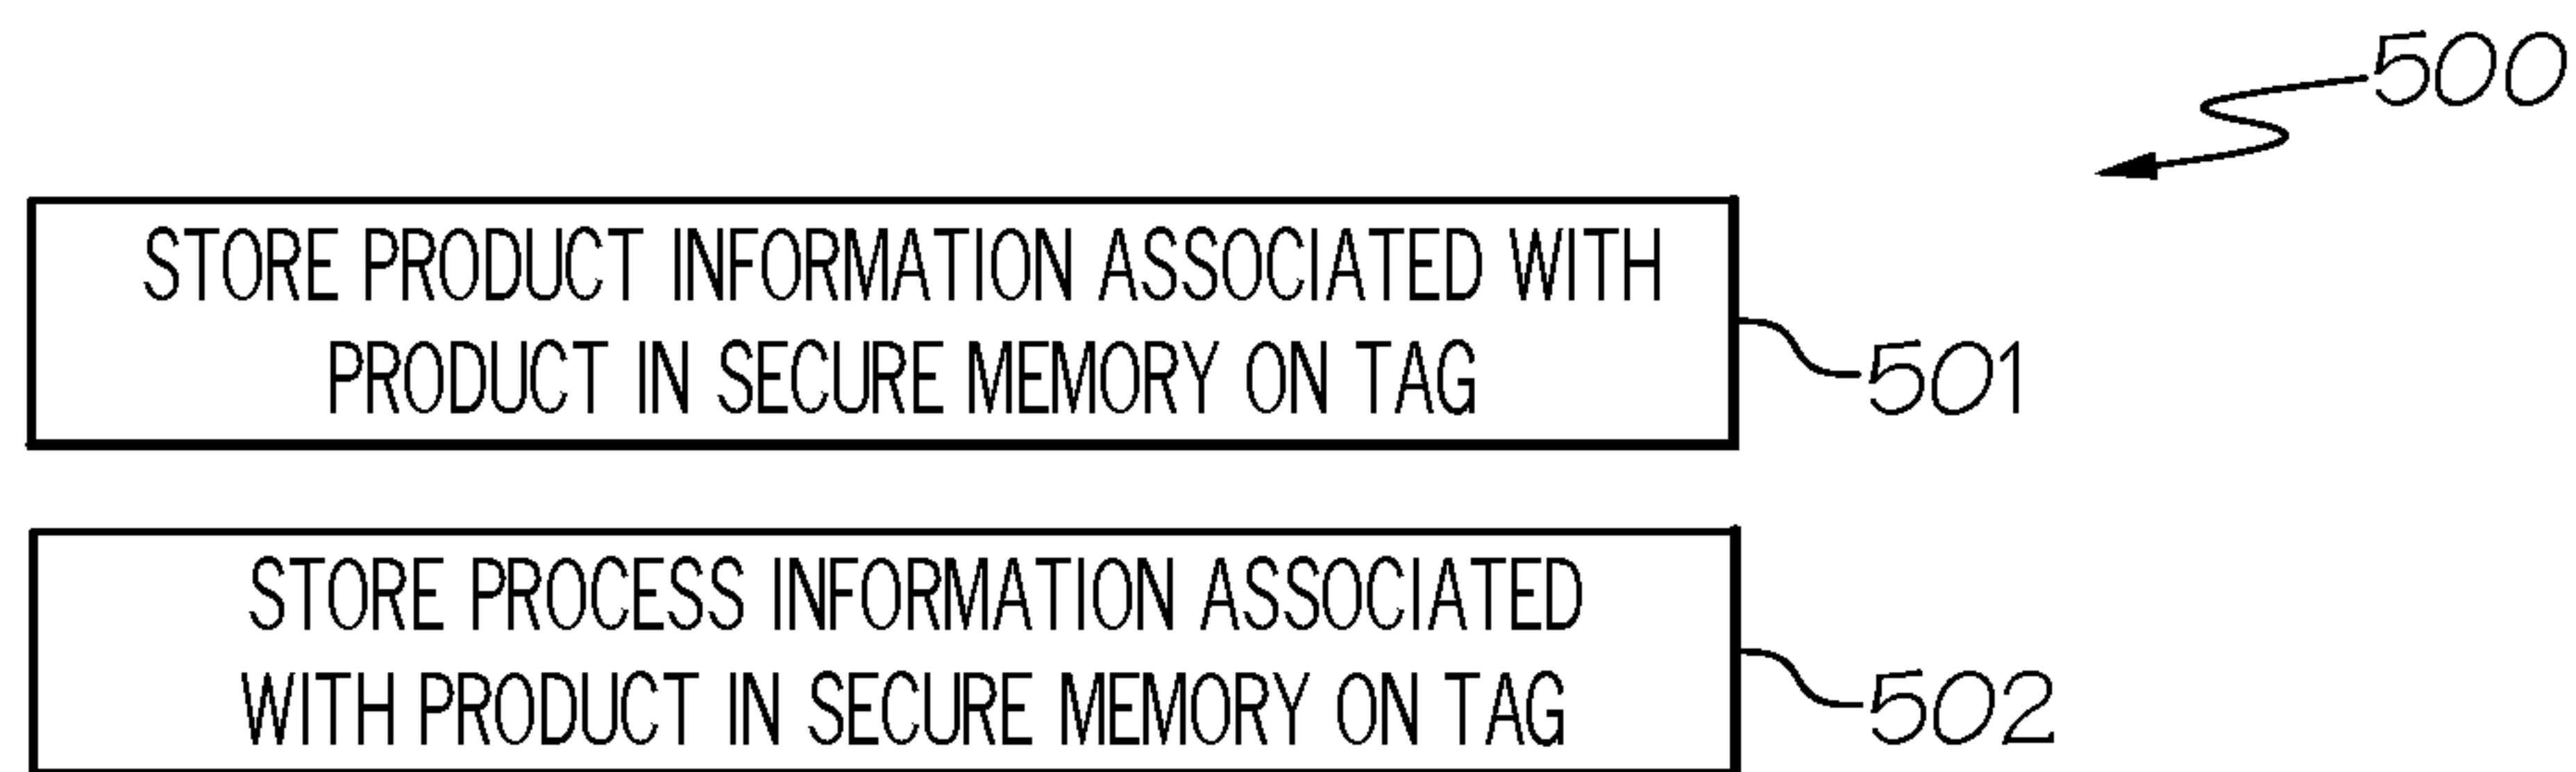 500
STORE PRODUCT INFORMATION ASSOCIATED WITH
PRODUCT IN SECURE MEMORY ON TAG
501
STORE PROCESS INFORMATION ASSOCIATED
WITH PRODUCT IN SECURE MEMORY ON TAG
502